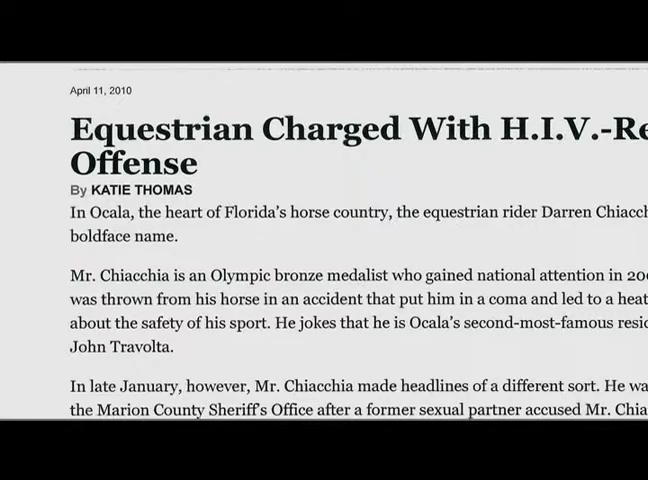 April 11, 2010
Equestrian Charged With H.I.V.-Re
Offense
By KATIE THOMAS
In Ocala, the heart of Florida's horse country, the equestrian rider Darren Chiacch
boldface name.
Mr. Chiacchia is an Olympic bronze medalist who gained national attention in 200
was thrown from his horse in an accident that put him in a coma and led to a heat
about the safety of his sport. He jokes that he is Ocala's second-most-famous resid
John Travolta.
In late January, however, Mr. Chiacchia made headlines of a different sort. He wa
the Marion County Sheriff's Office after a former sexual partner accused Mr. Chia